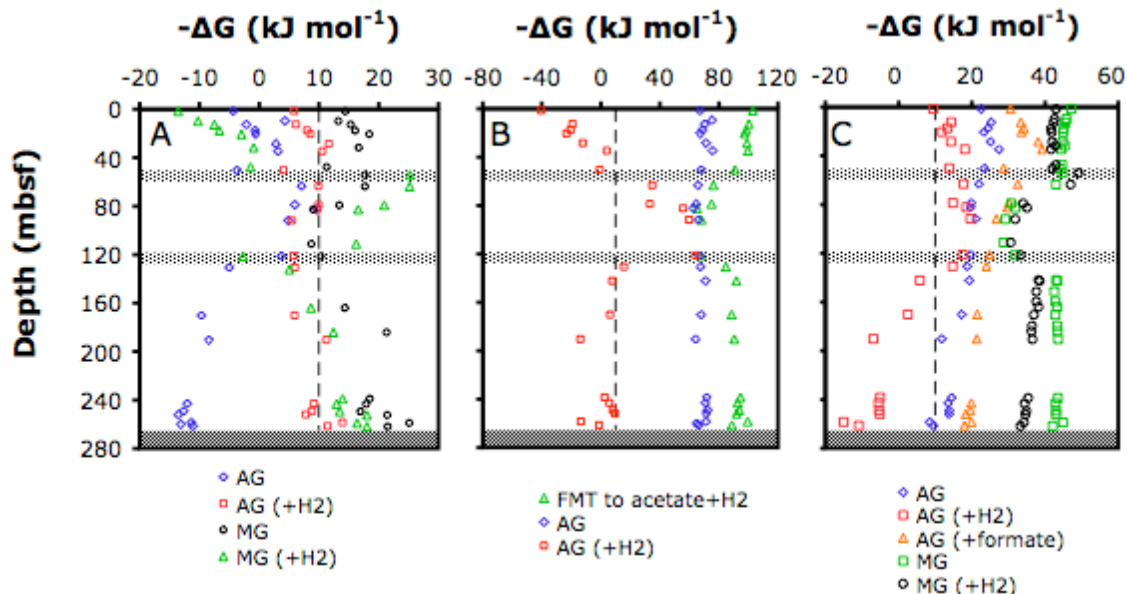 -ΔG (kJ mol⁻¹) -ΔG (kJ mol⁻¹) -ΔG (kJ mol⁻¹)
-20 -10 0 10 20 30 -80 -40 0 40 80 120 -20 0 20 40 60
Depth (mbsf)
0
40
80
120
160
200
240
280
A B C
AG
AG (+H2)
MG
MG (+H2)
FMT to acetate+H2
AG
AG (+H2)
AG
AG (+H2)
AG (+formate)
MG
MG (+H2)